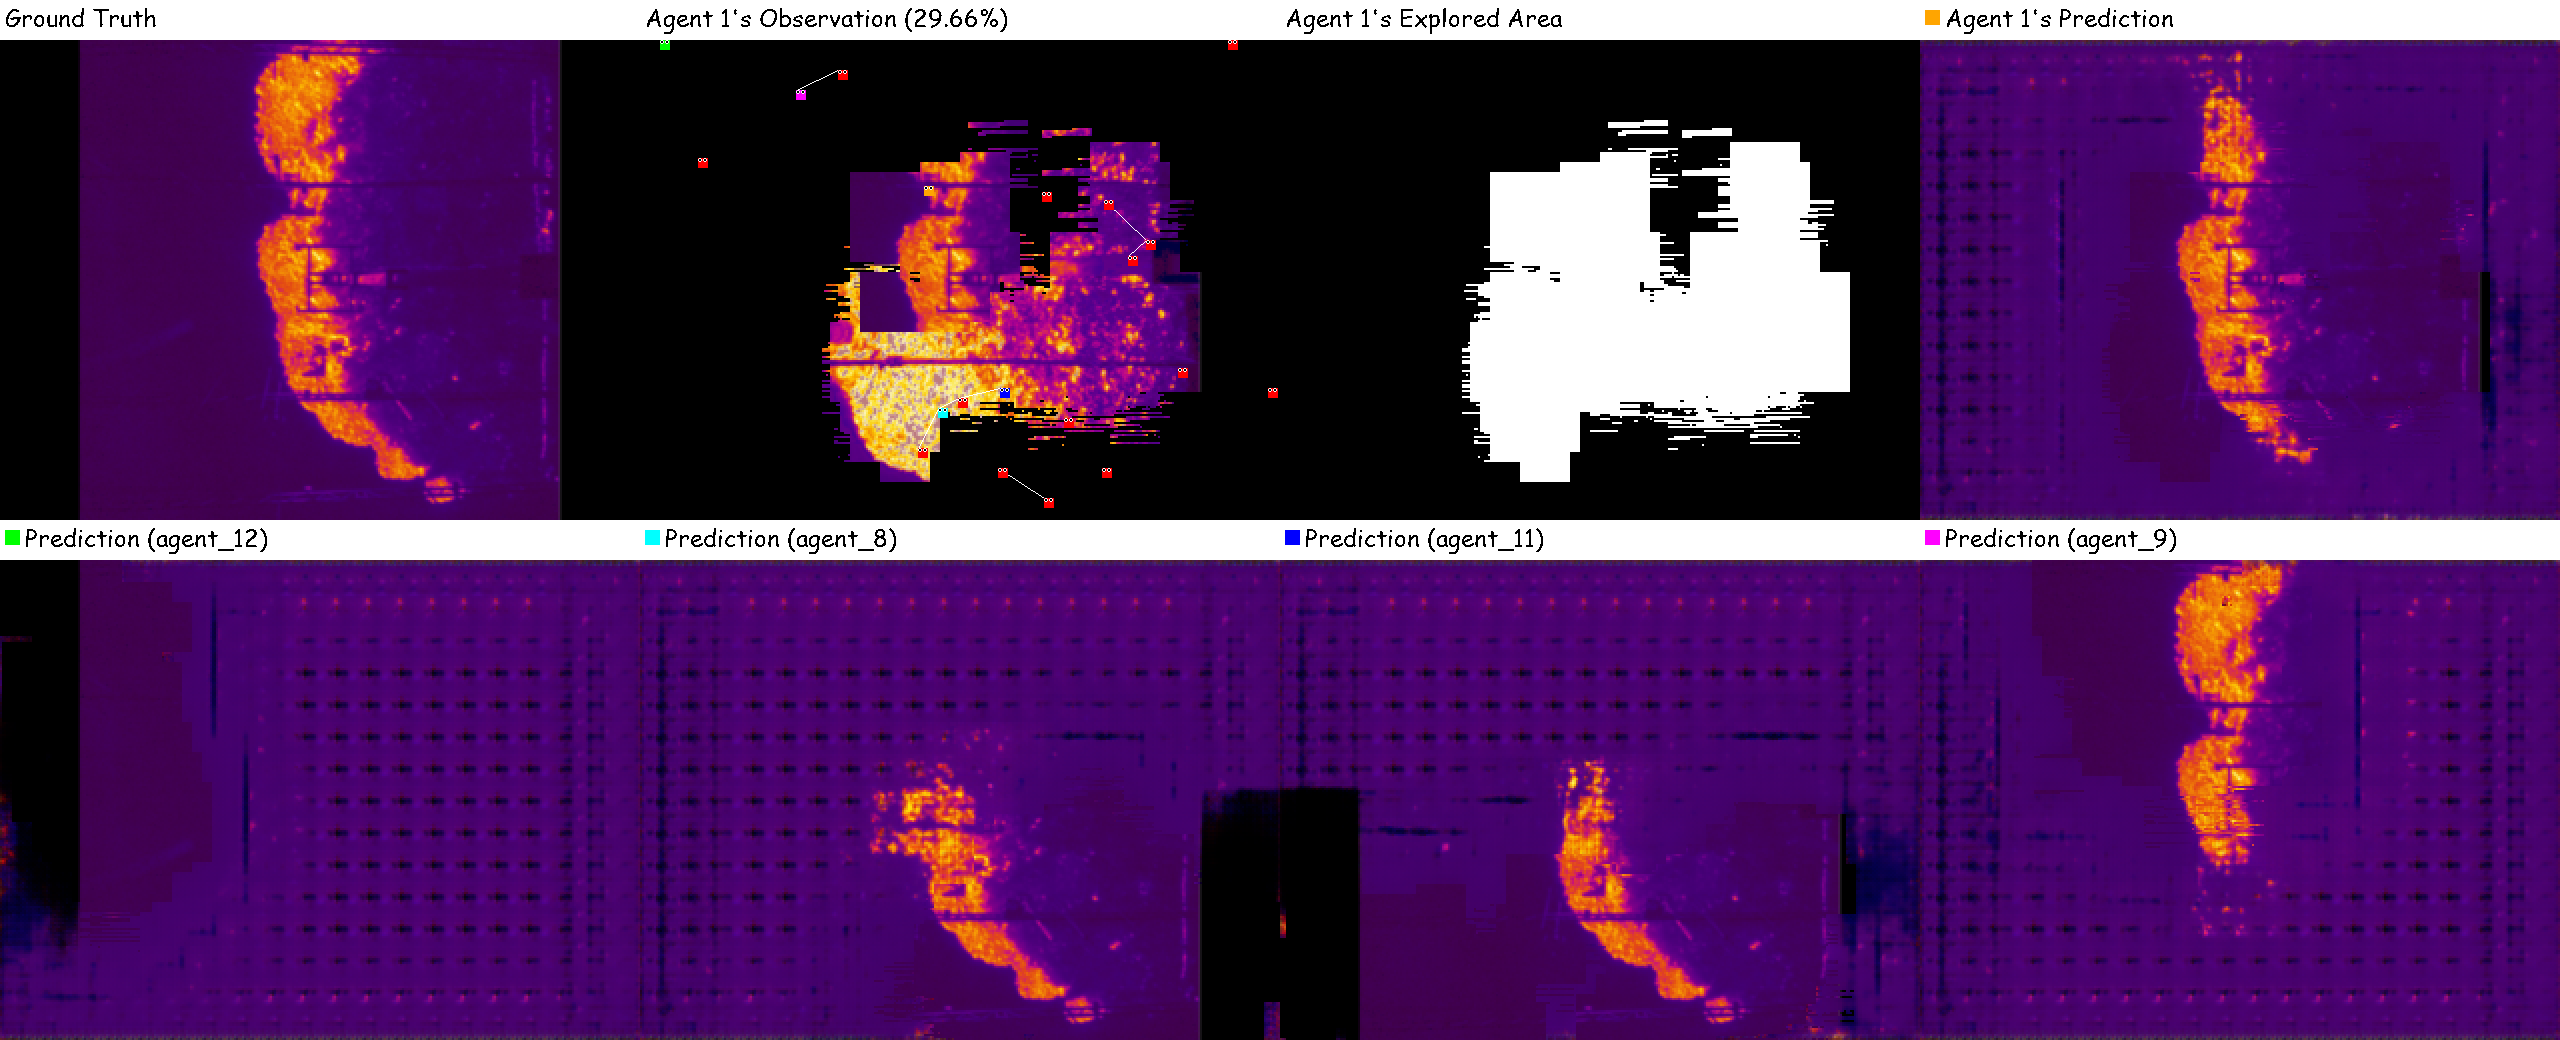 Ground Truth
Agent 1's Observation (29.66%)
Agent 1's Explored Area
Agent 1's Prediction
Prediction (agent_12)
Prediction (agent_8)
Prediction (agent_11)
Prediction (agent_9)